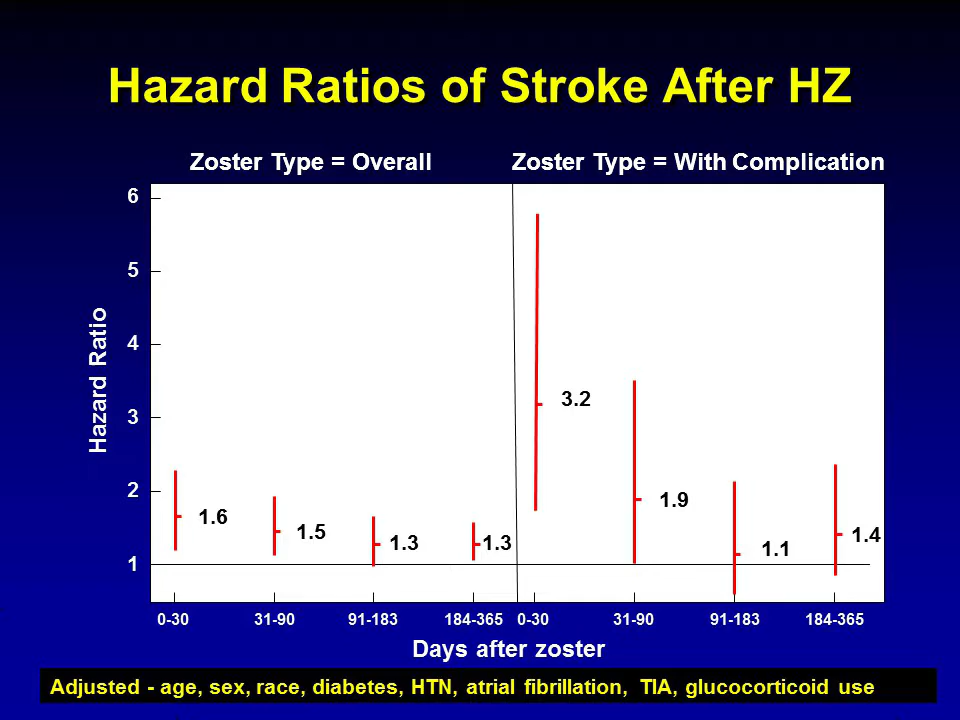 Hazard Ratios of Stroke After HZ
Zoster Type = Overall
Zoster Type = With Complication
Hazard Ratio
6
5
4
3
2
1
1.6
1.5
1.3
1.3
3.2
1.9
1.1
1.4
0-30 31-90 91-183 184-365 0-30 31-90 91-183 184-365
Days after zoster
Adjusted - age, sex, race, diabetes, HTN, atrial fibrillation, TIA, glucocorticoid use